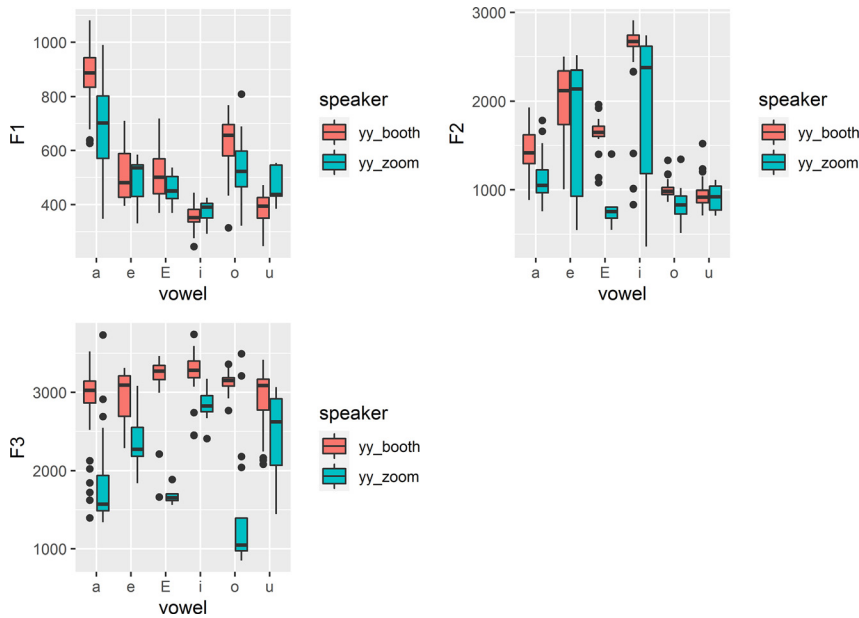 1000
800
600
400
F1
a e E i o u
vowel
speaker
yy_booth
yy_zoom
3000
2000
1000
F2
a e E i o u
vowel
speaker
yy_booth
yy_zoom
3000
2000
1000
F3
a e E i o u
vowel
speaker
yy_booth
yy_zoom